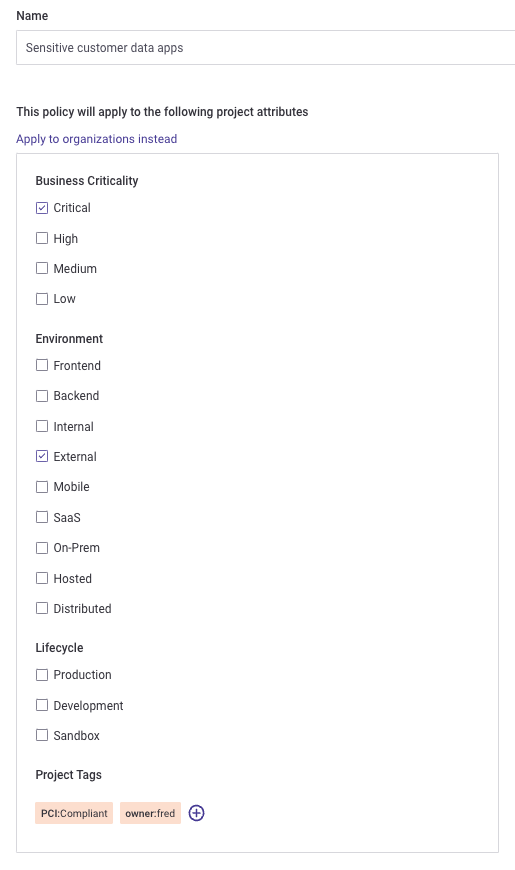 Name
Sensitive customer data apps
This policy will apply to the following project attributes
Apply to organizations instead
Business Criticality
Critical
High
Medium
Low
Environment
Frontend
Backend
Internal
External
Mobile
SaaS
On-Prem
Hosted
Distributed
Lifecycle
Production
Development
Sandbox
Project Tags
PCI:Compliant owner:fred